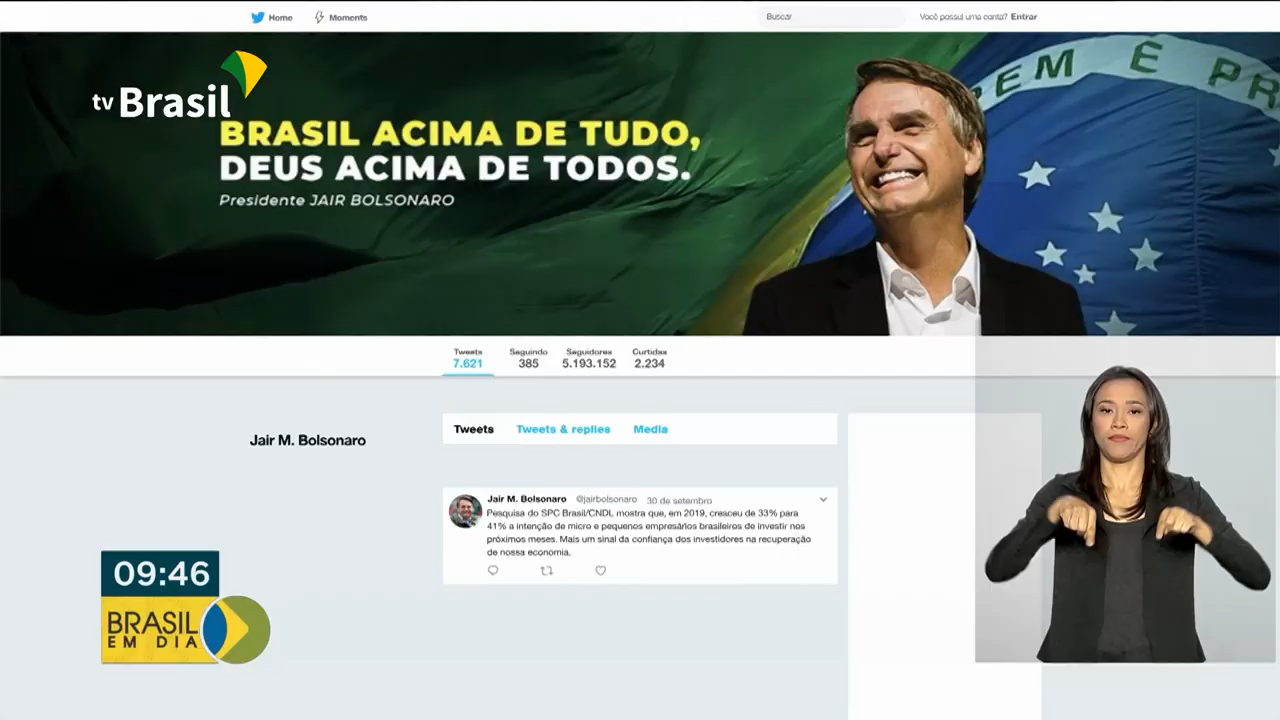 Home Moments Buscar Você possui uma conta? Entrar
tv Brasil
BRASIL ACIMA DE TUDO,
DEUS ACIMA DE TODOS.
Presidente JAIR BOLSONARO
REM E PR
Tweets Seguindo Seguidores Curtidas
7.621 385 5.193.152 2.234
Jair M. Bolsonaro
Tweets Tweets & replies Media
Jair M. Bolsonaro @jairbolsonaro 30 de setembro
Pesquisa do SPC Brasil/CNDL mostra que, em 2019, cresceu de 33% para
41% a intenção de micro e pequenos empresários brasileiros de investir nos
próximos meses. Mais um sinal da confiança dos investidores na recuperação
de nossa economia.
09:46
BRASIL
EM DIA